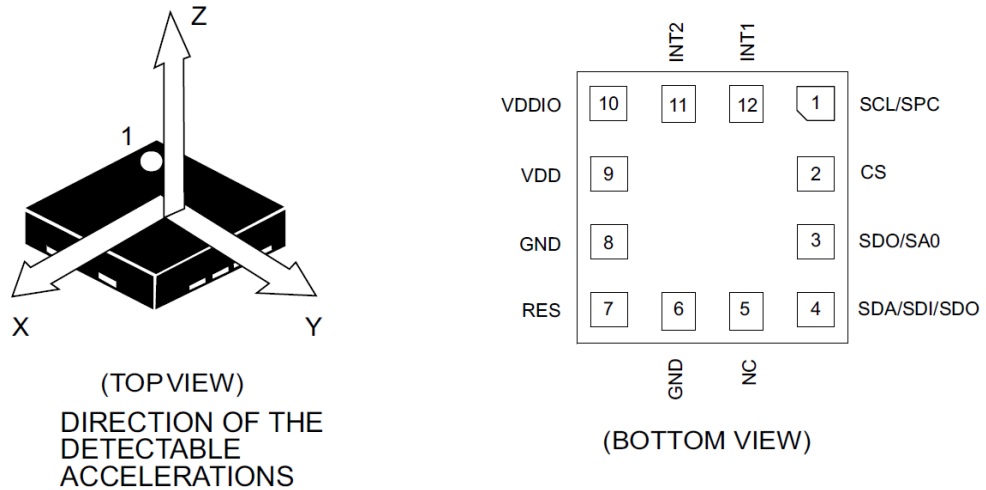 Z
1
X
Y
(TOP VIEW)
DIRECTION OF THE
DETECTABLE
ACCELERATIONS
INT2
INT1
VDDIO
10
11
12
1
SCL/SPC
VDD
9
2
CS
GND
8
3
SDO/SA0
RES
7
6
5
4
SDA/SDI/SDO
GND
NC
(BOTTOM VIEW)